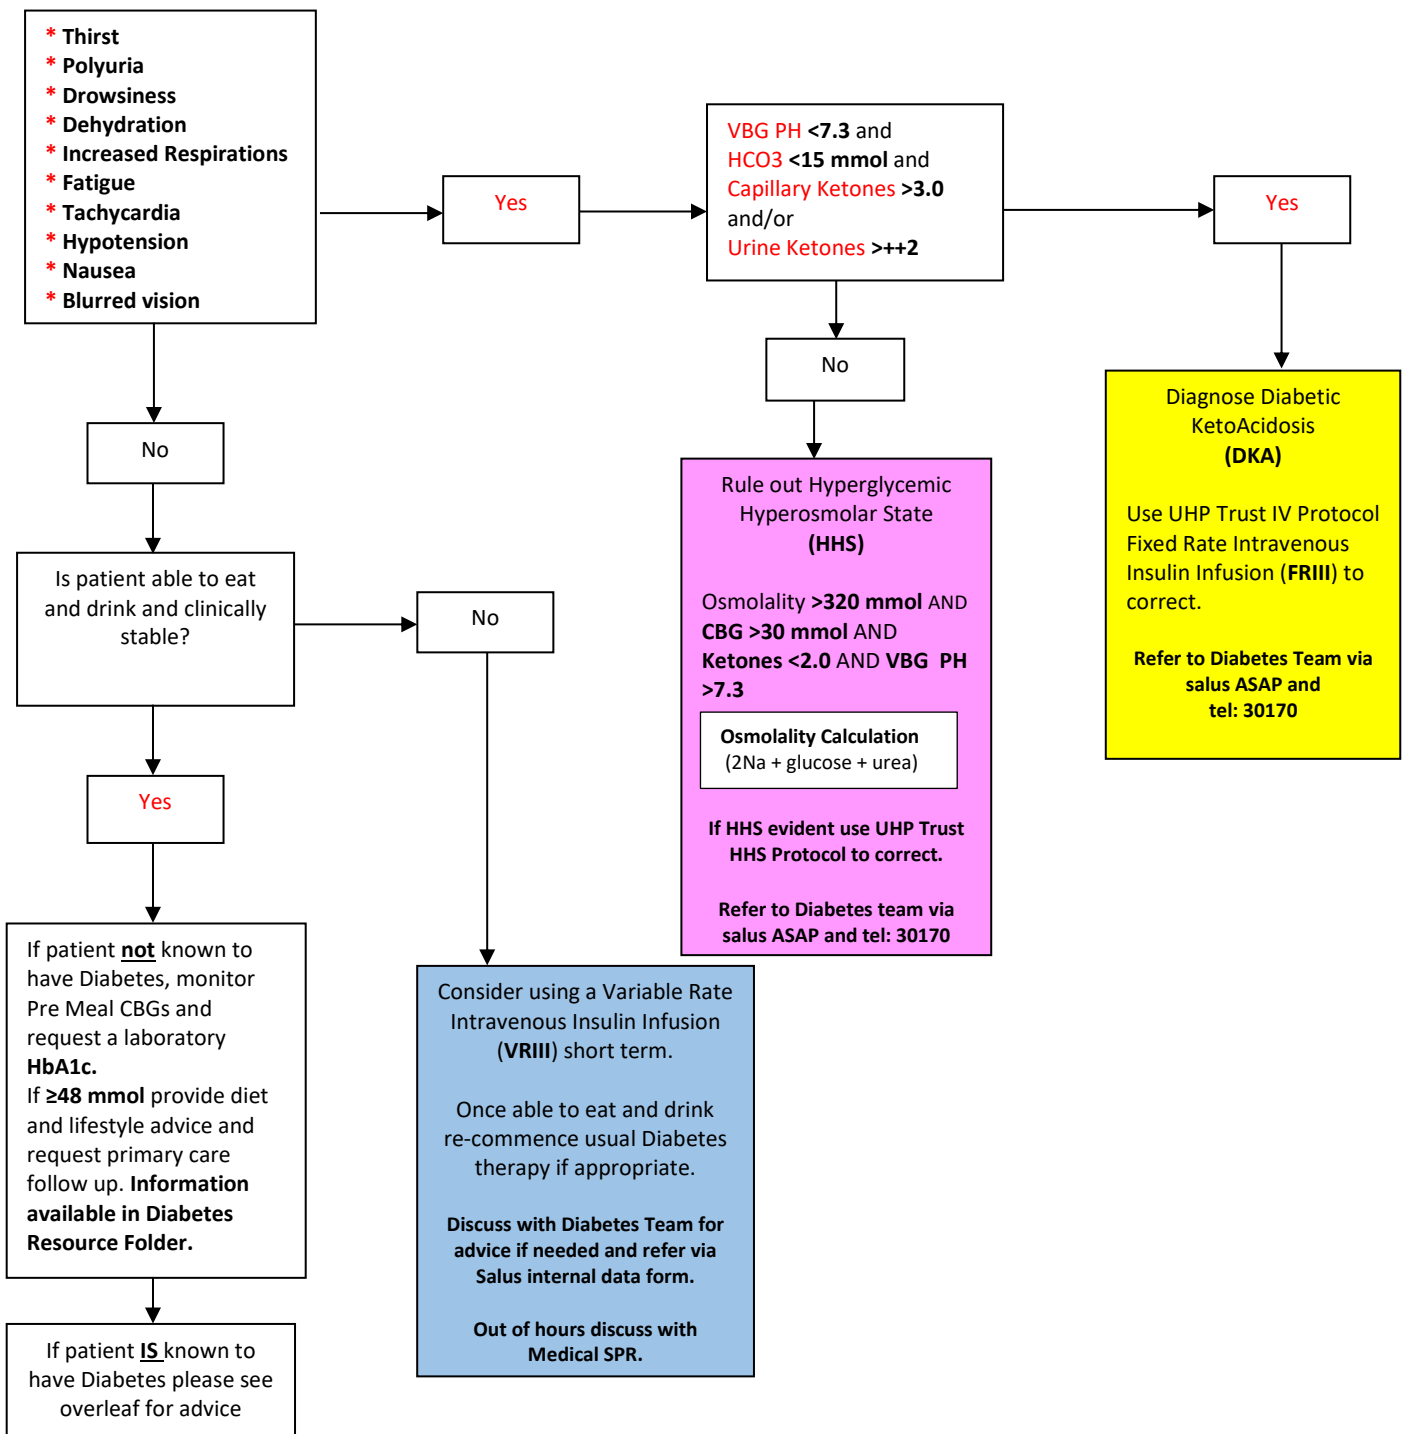 * Thirst
* Polyuria
* Drowsiness
* Dehydration
* Increased Respirations
* Fatigue
* Tachycardia
* Hypotension
* Nausea
* Blurred vision
Yes
VBG PH <7.3 and
HCO3 <15 mmol and
Capillary Ketones >3.0
and/or
Urine Ketones >++2
Yes
No
No
Diagnose Diabetic
KetoAcidosis
(DKA)
Use UHP Trust IV Protocol
Fixed Rate Intravenous
Insulin Infusion (FRIII) to
correct.
Refer to Diabetes Team via
salus ASAP and
tel: 30170
Rule out Hyperglycemic
Hyperosmolar State
(HHS)
Osmolality >320 mmol AND
CBG >30 mmol AND
Ketones <2.0 AND VBG PH
>7.3
Osmolality Calculation
(2Na + glucose + urea)
If HHS evident use UHP Trust
HHS Protocol to correct.
Refer to Diabetes team via
salus ASAP and tel: 30170
Is patient able to eat
and drink and clinically
stable?
No
Yes
If patient not known to
have Diabetes, monitor
Pre Meal CBGs and
request a laboratory
HbA1c.
If ≥48 mmol provide diet
and lifestyle advice and
request primary care
follow up. Information
available in Diabetes
Resource Folder.
Consider using a Variable Rate
Intravenous Insulin Infusion
(VRIII) short term.
Once able to eat and drink
re-commence usual Diabetes
therapy if appropriate.
Discuss with Diabetes Team for
advice if needed and refer via
Salus internal data form.
Out of hours discuss with
Medical SPR.
If patient IS known to
have Diabetes please see
overleaf for advice